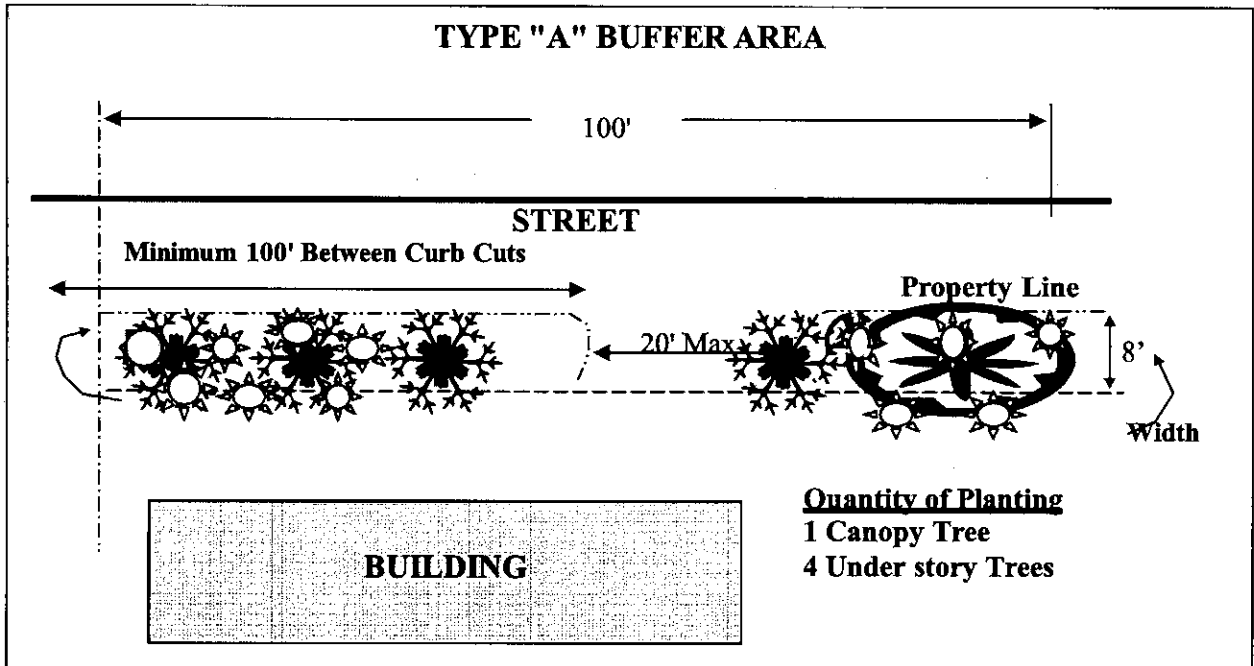 TYPE "A" BUFFER AREA
100'
STREET
Minimum 100' Between Curb Cuts
Property Line
20' Max
8’
Width
Quantity of Planting
1 Canopy Tree
4 Under story Trees
BUILDING